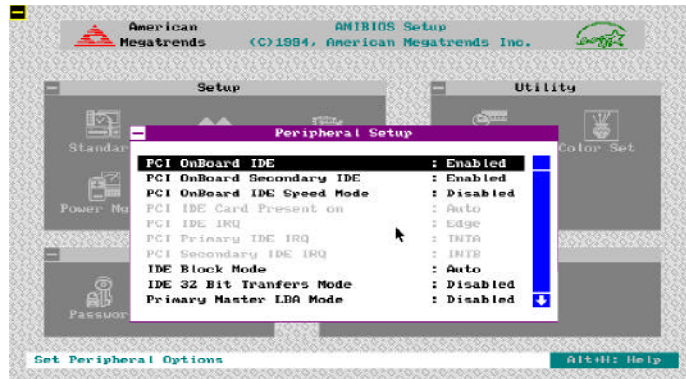 American Megatrends
AMIBIOS Setup
(C)1994, American Megatrends Inc.
Setup
Utility
Standar
Color Set
Power Ma
Passwor
Peripheral Setup
PCI OnBoard IDE : Enabled
PCI OnBoard Secondary IDE : Enabled
PCI OnBoard IDE Speed Mode : Disabled
PCI IDE Card Present on : Auto
PCI IDE IRQ : Edge
PCI Primary IDE IRQ : INTA
PCI Secondary IDE IRQ : INTB
IDE Block Mode : Auto
IDE 32 Bit Tranfers Mode : Disabled
Primary Master LBA Mode : Disabled
Set Peripheral Options
Alt+H: Help